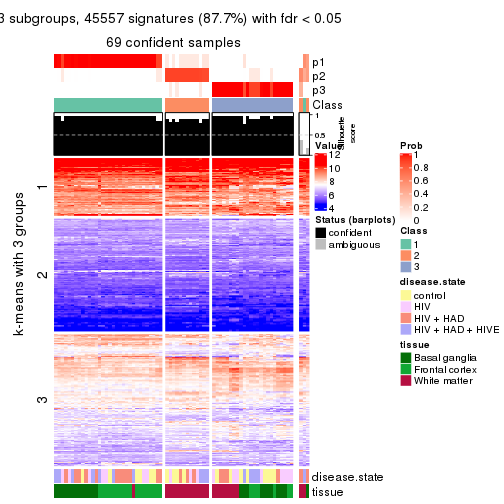 3 subgroups, 45557 signatures (87.7%) with fdr < 0.05
69 confident samples
p1
p2
p3
Class
1
0.5
Silhouette
score
k-means with 3 groups
1
2
3
disease.state
tissue
Value
12
10
8
6
4
Status (barplots)
confident
ambiguous
Prob
1
0.8
0.6
0.4
0.2
0
Class
1
2
3
disease.state
control
HIV
HIV + HAD
HIV + HAD + HIVE
tissue
Basal ganglia
Frontal cortex
White matter